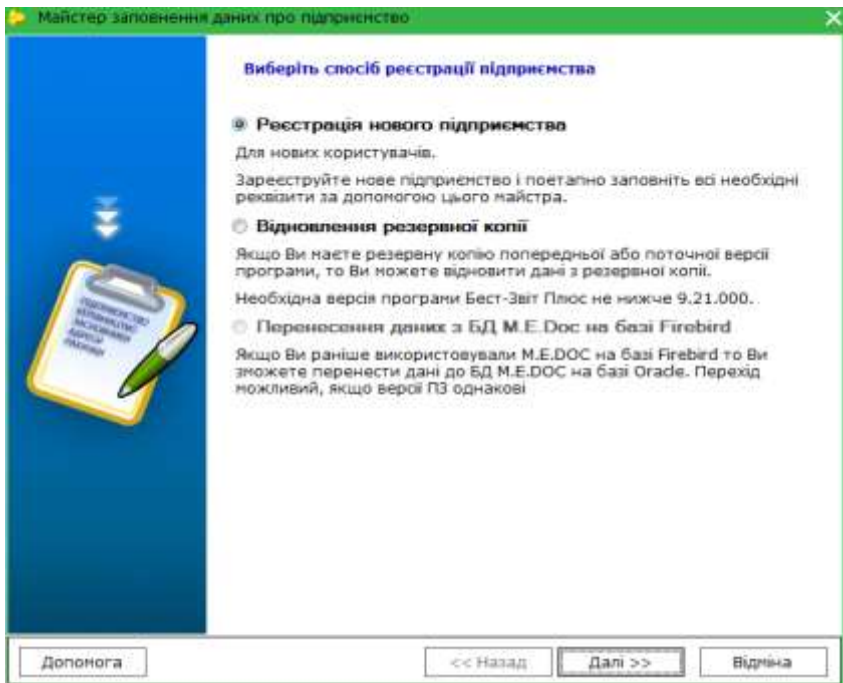 Майстер заповнення даних про підприємство
Виберіть спосіб реєстрації підприємства
Реєстрація нового підприємства
Для нових користувачів.
Зареєструйте нове підприємство і поетапно заповніть всі необхідні
реквізити за допомогою цього майстра.
Відновлення резервної копії
Якщо Ви маєте резервну копію попередньої або поточної версії
програми, то Ви можете відновити дані з резервної копії.
Необхідна версія програми Бест-Звіт Плюс не нижче 9.21.000.
Перенесення даних з БД M.E.Doc на базі Firebird
Якщо Ви раніше використовували M.E.DOC на базі Firebird то Ви
зможете перенести дані до БД M.E.DOC на базі Oracle. Перехід
можливий, якщо версії ПЗ однакові
Допомога
<< Назад
Далі >>
Відміна